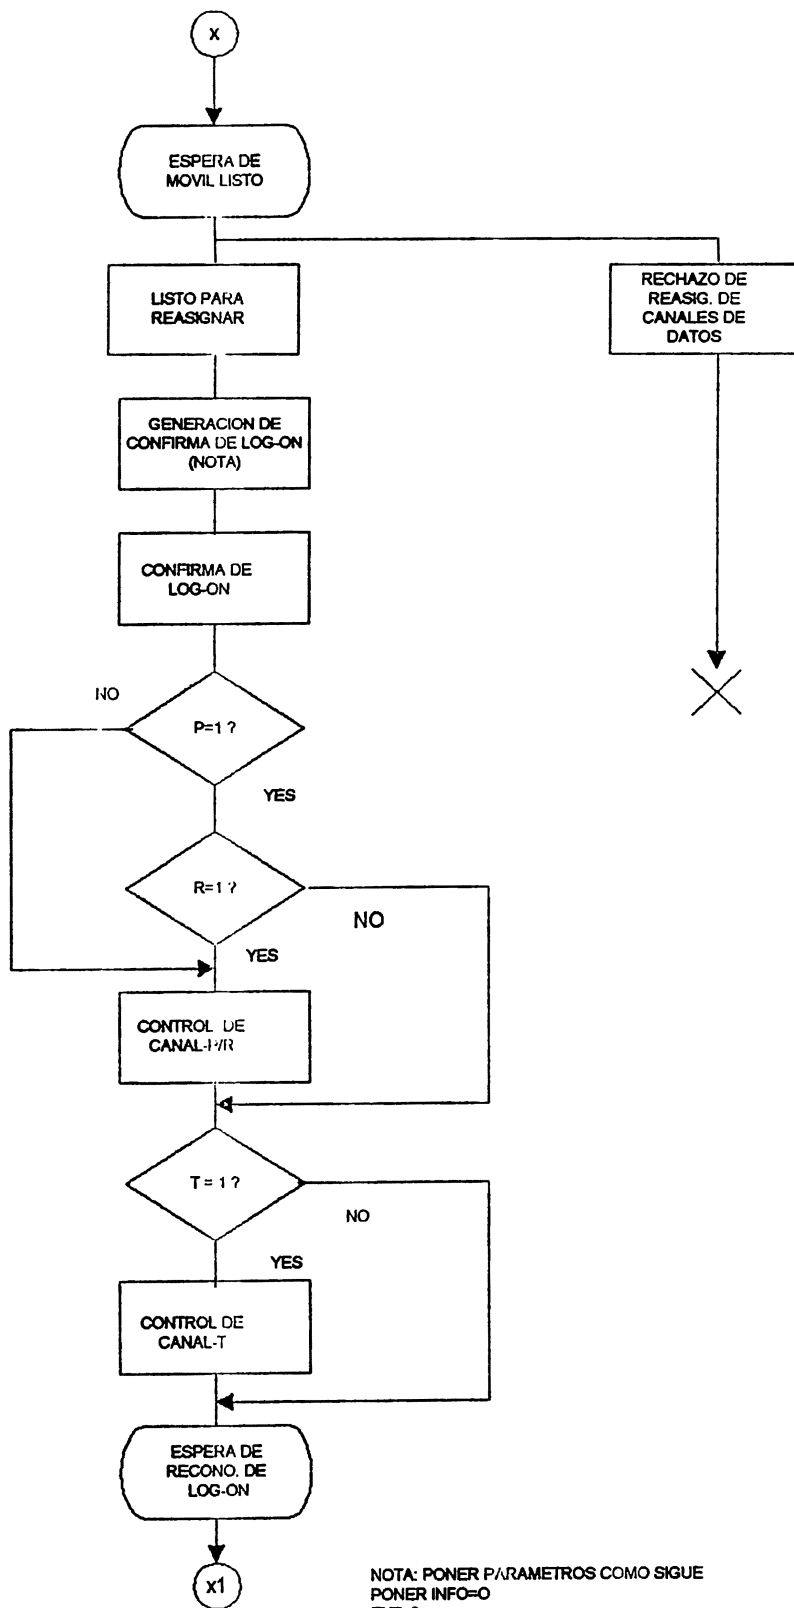 x
ESPERA DE
MOVIL LISTO
LISTO PARA
REASIGNAR
RECHAZO DE
REASIG. DE
CANALES DE
DATOS
GENERACION DE
CONFIRMA DE LOG-ON
(NOTA)
CONFIRMA DE
LOG-ON
NO
P=1 ?
YES
R=1 ?
NO
YES
CONTROL DE
CANAL-P/R
T = 1 ?
NO
YES
CONTROL DE
CANAL-T
ESPERA DE
RECONO. DE
LOG-ON
x1
NOTA: PONER PARAMETROS COMO SIGUE
PONER INFO=O